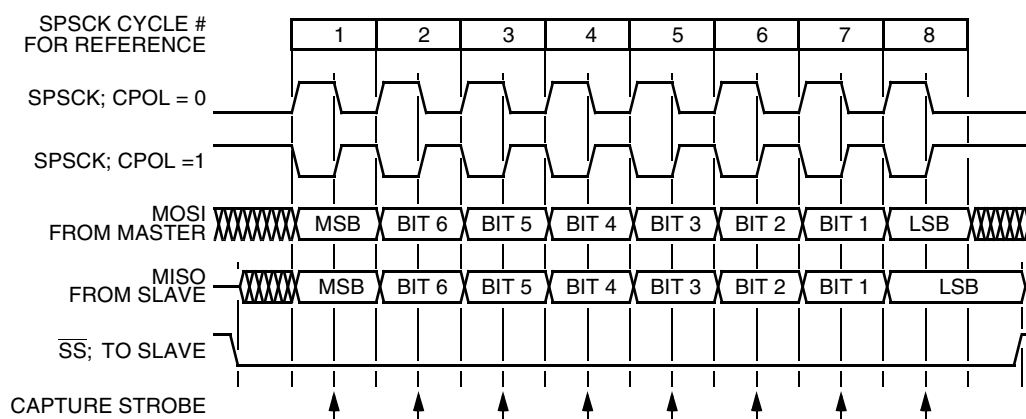 SPSCK CYCLE #
FOR REFERENCE
1 2 3 4 5 6 7 8
SPSCK; CPOL = 0
SPSCK; CPOL =1
MOSI
FROM MASTER
MSB BIT 6 BIT 5 BIT 4 BIT 3 BIT 2 BIT 1 LSB
MISO
FROM SLAVE
MSB BIT 6 BIT 5 BIT 4 BIT 3 BIT 2 BIT 1 LSB
S̅S̅; TO SLAVE
CAPTURE STROBE